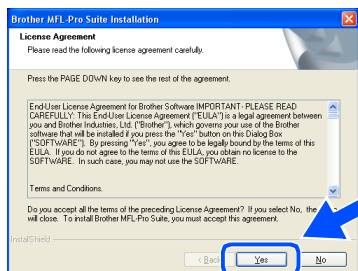 Brother MFL-Pro Suite Installation
License Agreement
Please read the following license agreement carefully.
Press the PAGE DOWN key to see the rest of the agreement.
End-User License Agreement for Brother Software IMPORTANT- PLEASE READ
CAREFULLY: This End-User License Agreement ("EULA") is a legal agreement between
you and Brother Industries, Ltd. ("Brother"), which governs your use of the Brother
software that will be installed if you press the "Yes" button on this Dialog Box
("SOFTWARE"). By pressing "Yes", you agree to be legally bound by the terms of this
EULA. If you do not agree to the terms of this EULA, you obtain no license to the
SOFTWARE. In such case, you may not use the SOFTWARE.
Terms and Conditions.
Do you accept all the terms of the preceding License Agreement? If you select No, the
will close. To install Brother MFL-Pro Suite, you must accept this agreement.
InstallShield
< Back Yes No